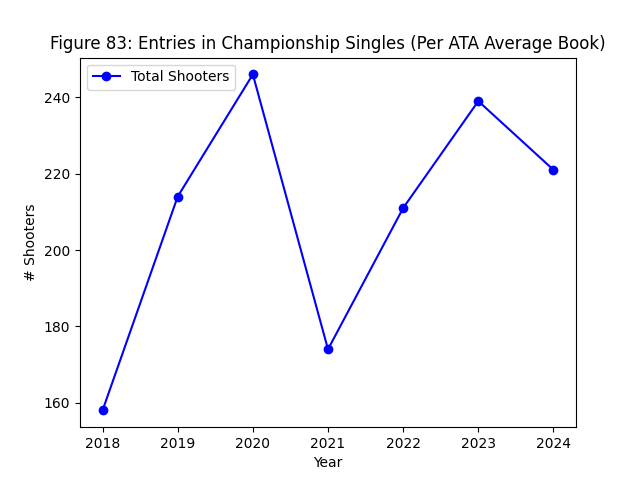 Figure 83: Entries in Championship Singles (Per ATA Average Book)
Total Shooters
# Shooters
240
220
200
180
160
2018 2019 2020 2021 2022 2023 2024
Year